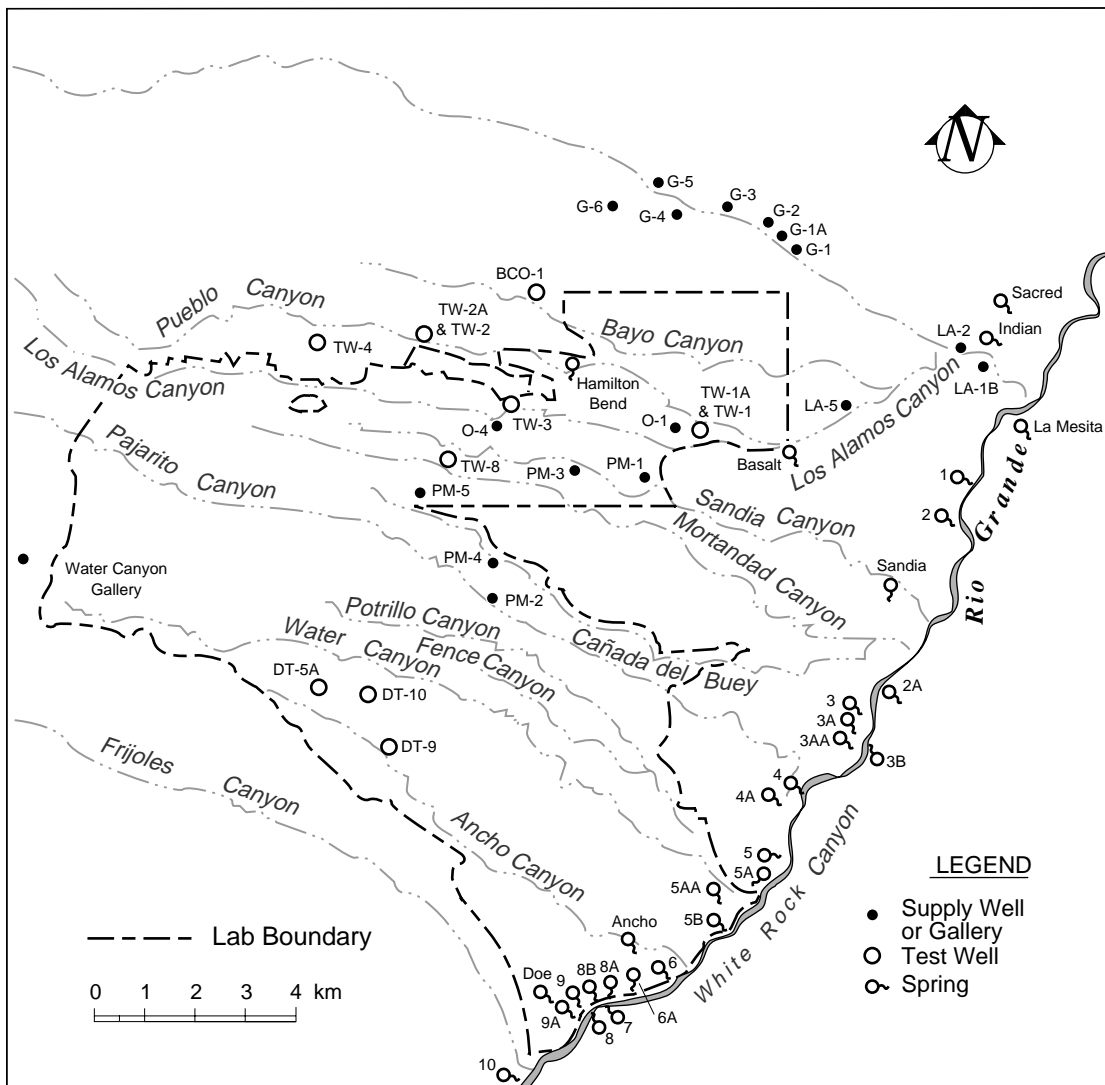 N
G-5
G-3
G-6
G-4
G-2
G-1A
G-1
BCO-1
Sacred
Pueblo Canyon
TW-2A
& TW-2
Indian
LA-2
Bayo Canyon
TW-4
Los Alamos Canyon
Hamilton
Bend
LA-1B
TW-1A
& TW-1
LA-5
TW-3
O-4
O-1
La Mesita
Basalt
Los Alamos Canyon
Pajarito Canyon
TW-8
PM-3
PM-1
1
PM-5
Sandia Canyon
2
Rio Grande
Mortandad Canyon
PM-4
Water Canyon
Gallery
Sandia
PM-2
Potrillo Canyon
Water Canyon
Fence Canyon
Cañada del Buey
DT-5A
DT-10
2A
3
3A
3AA
DT-9
3B
Frijoles Canyon
4
4A
Ancho Canyon
5
5A
5AA
5B
White Rock Canyon
LEGEND
Supply Well
or Gallery
Test Well
Spring
Lab Boundary
Ancho
0 1 2 3 4 km
Doe
9
8B
8A
6
9A
6A
7
8
10